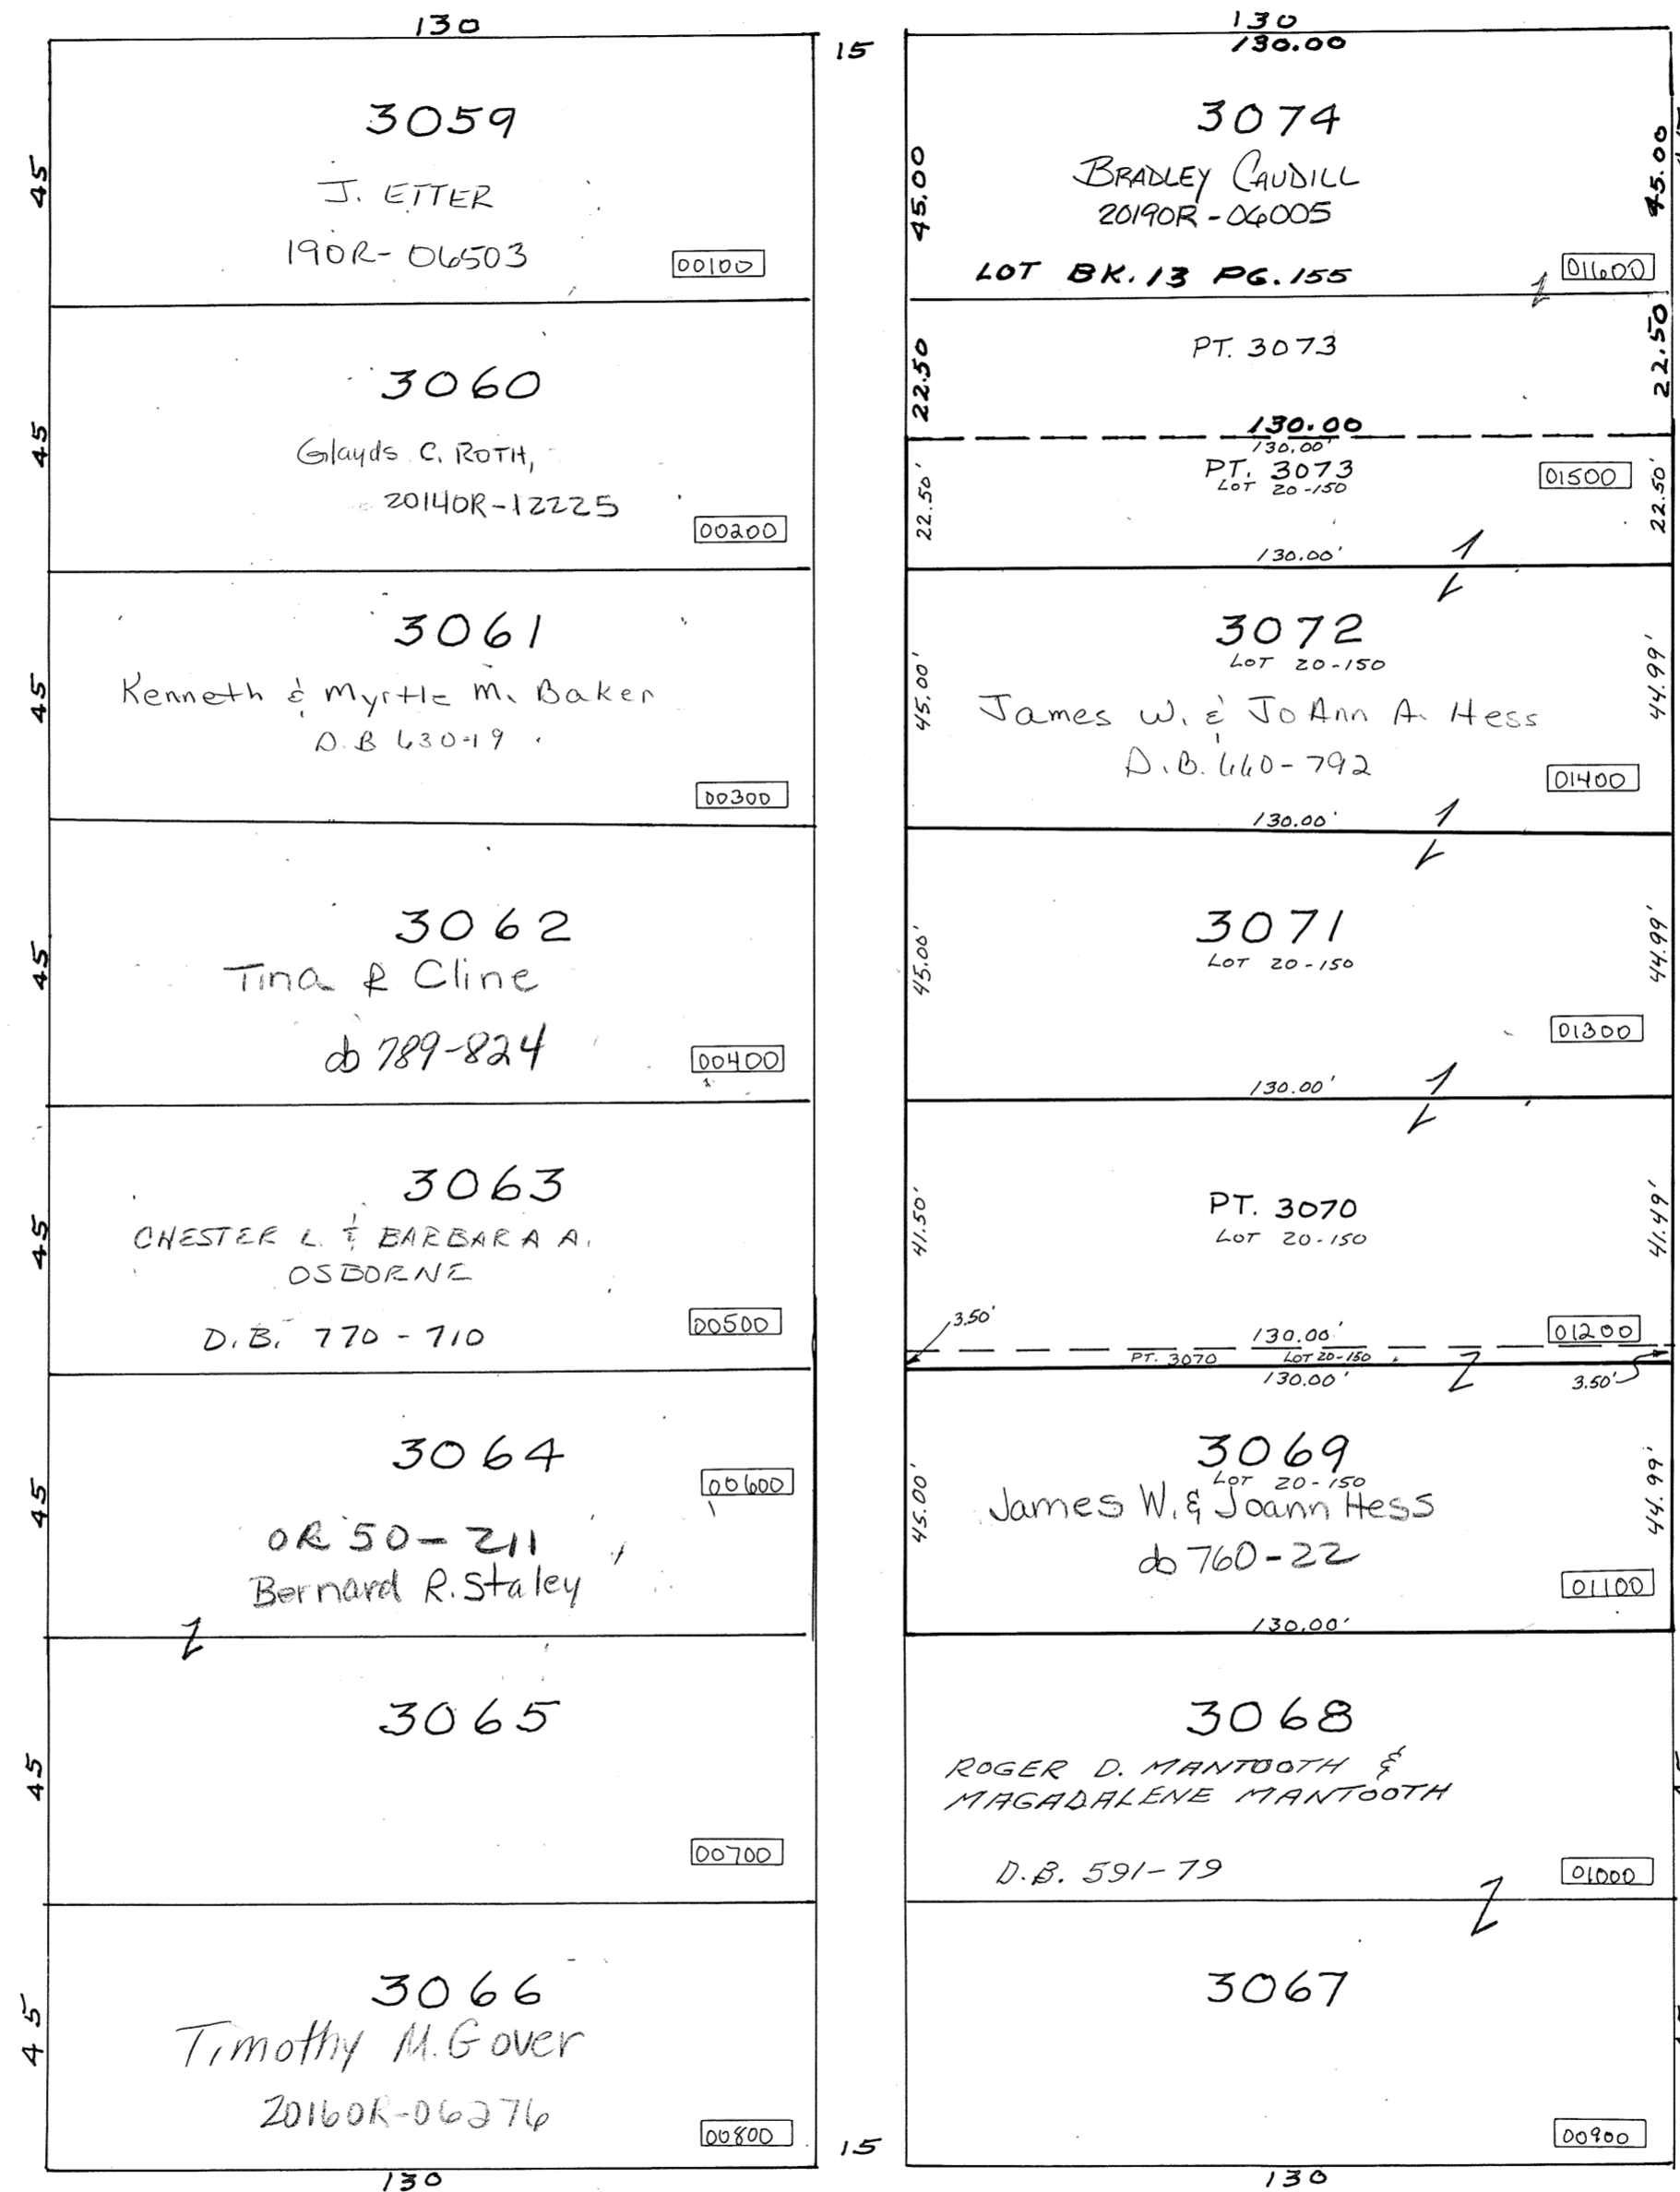 130
45
3059
J. ETTER
190R-06503
00100
45
3060
Glayds C. ROTH,
20140R-12225
00200
45
3061
Kenneth & Myrtle M. Baker
D.B 630-19
00300
45
3062
Tina R Cline
db 789-824
00400
45
3063
CHESTER L. & BARBARA A.
OSBORNE
D.B. 770-710
00500
45
3064
00600
OR 50-211
Bernard R. Staley
45
3065
00700
45
3066
Timothy M. Gover
20160R-06276
00800
130
15
15
130
130.00
45.00
3074
45.00
BRADLEY CAUDILL
20190R-06005
LOT BK. 13 PG. 155
01600
22.50
PT. 3073
22.50
130.00
130.00'
PT. 3073
LOT 20-150
01500
22.50'
22.50'
130.00'
3072
LOT 20-150
45.00'
44.99'
James W. & JoAnn A. Hess
D.B. 660-792
01400
130.00'
3071
LOT 20-150
45.00'
44.99'
01300
130.00'
PT. 3070
LOT 20-150
41.50'
41.49'
3.50'
130.00'
01200
PT. 3070 LOT 20-150
130.00'
3.50'
3069
LOT 20-150
45.00'
44.99'
James W. & Joann Hess
db 760-22
01100
130.00'
3068
ROGER D. MANTOOTH &
MAGADALENE MANTOOTH
D.B. 591-79
01000
3067
00900
130